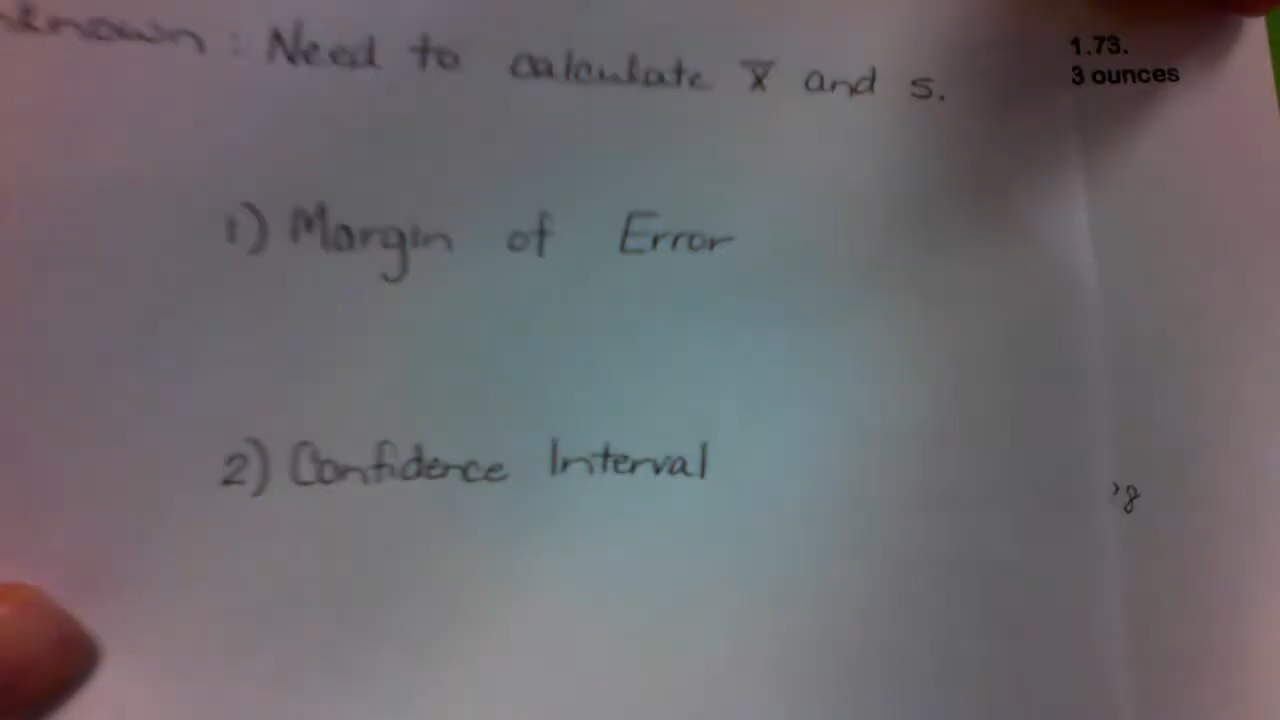 : Need to calculate x̅ and s.
1.73.
3 ounces
1) Margin of Error
2) Confidence Interval